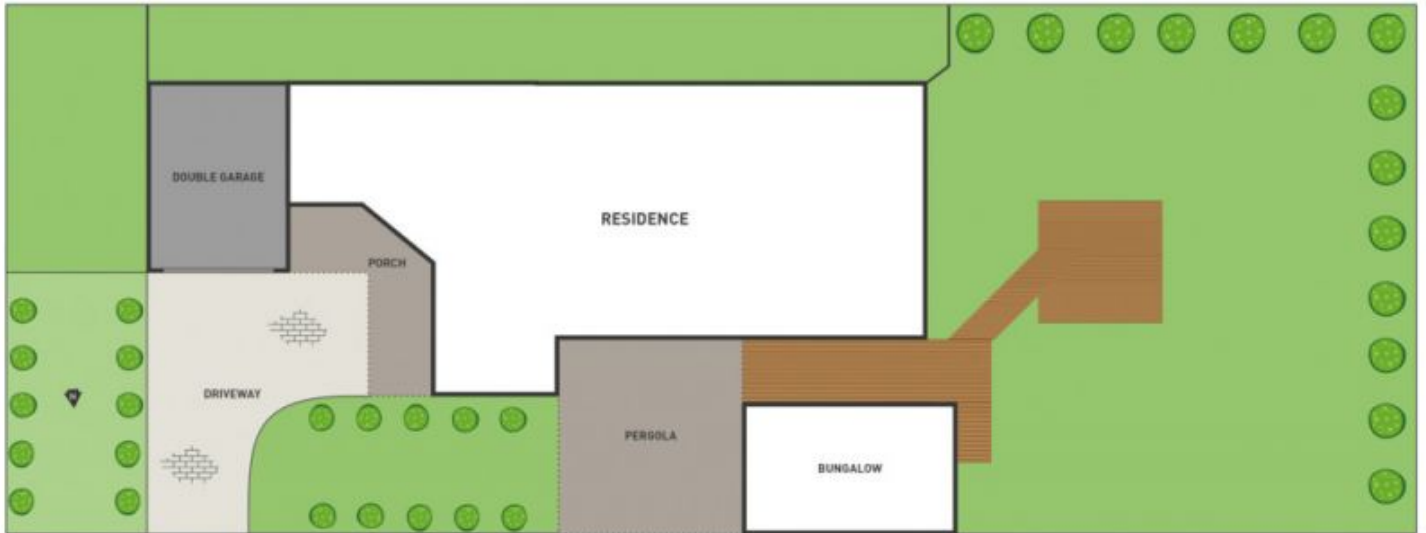 DOUBLE GARAGE
RESIDENCE
PORCH
DRIVEWAY
PERGOLA
BUNGALOW